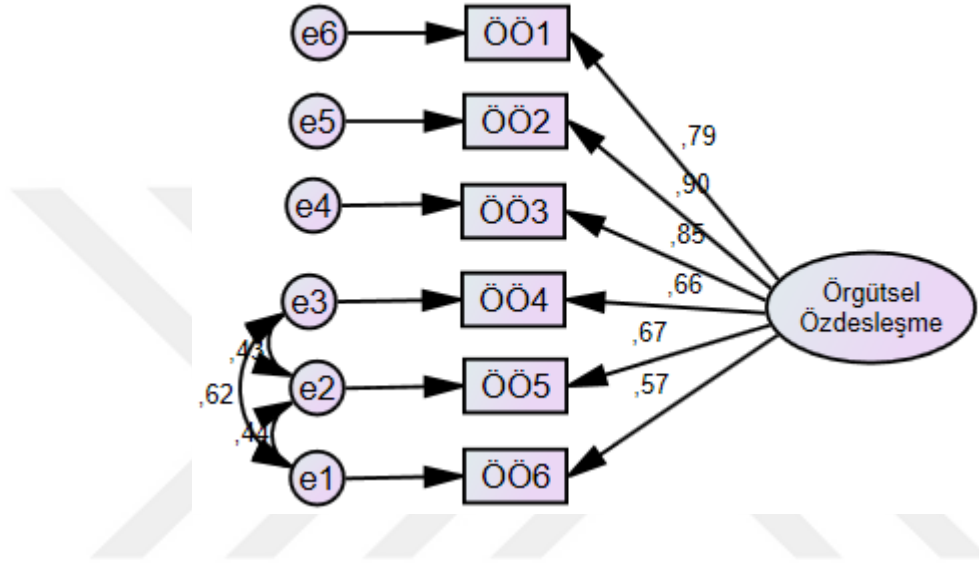 e6
ÖÖ1
,79
e5
ÖÖ2
,90
e4
ÖÖ3
,85
e3
ÖÖ4
,66
Örgütsel
Özdesleşme
,43
,67
e2
ÖÖ5
,62
,57
,44
e1
ÖÖ6